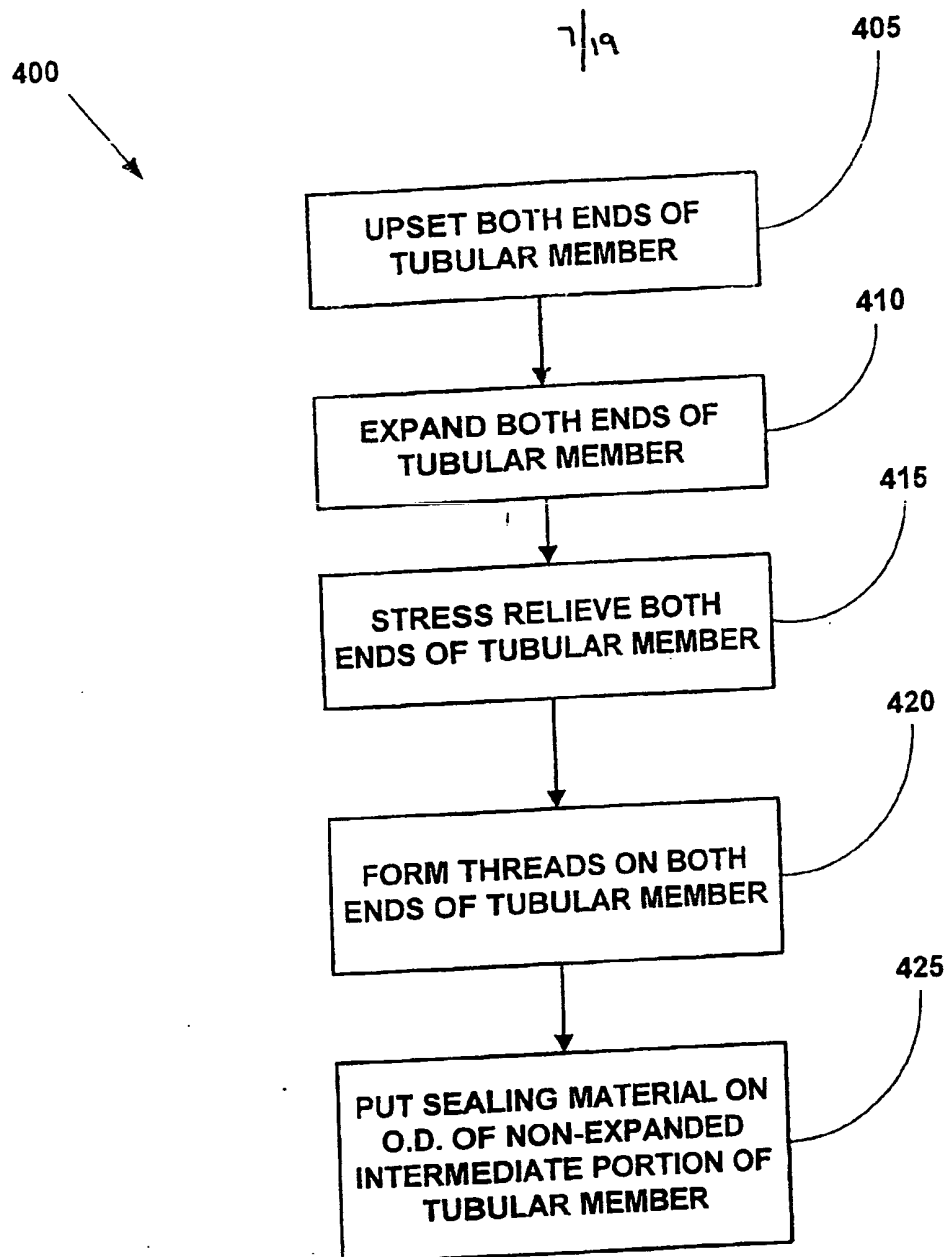 7/19
400
405
UPSET BOTH ENDS OF
TUBULAR MEMBER
410
EXPAND BOTH ENDS OF
TUBULAR MEMBER
415
STRESS RELIEVE BOTH
ENDS OF TUBULAR MEMBER
420
FORM THREADS ON BOTH
ENDS OF TUBULAR MEMBER
425
PUT SEALING MATERIAL ON
O.D. OF NON-EXPANDED
INTERMEDIATE PORTION OF
TUBULAR MEMBER